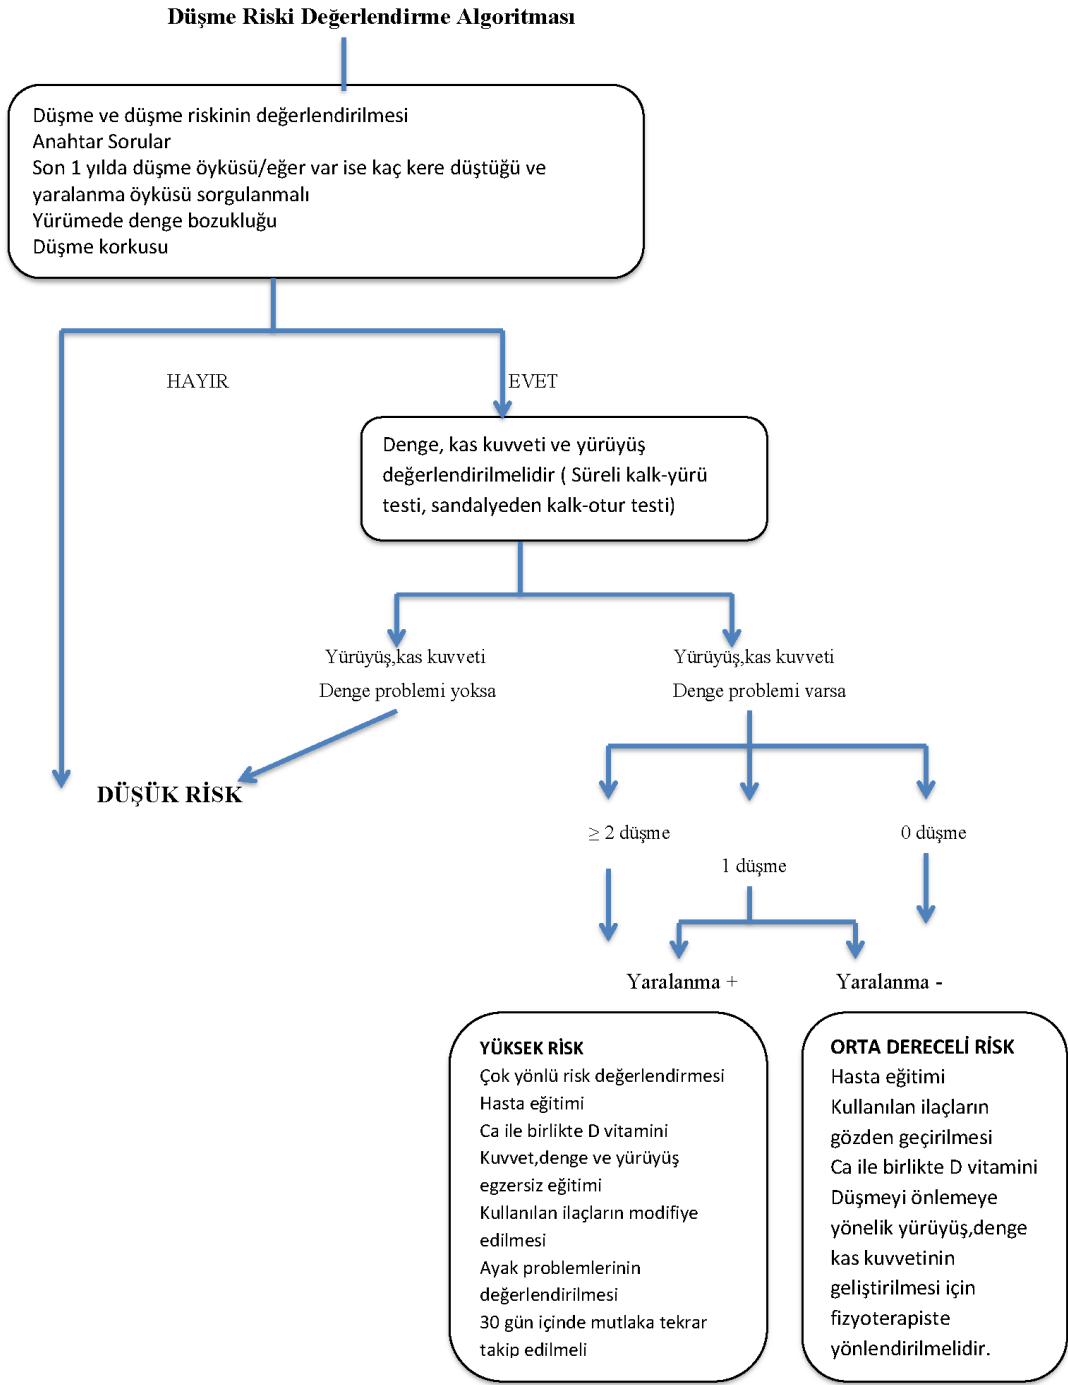 Düşme Riski Değerlendirme Algoritması
Düşme ve düşme riskinin değerlendirilmesi
Anahtar Sorular
Son 1 yılda düşme öyküsü/eğer var ise kaç kere düştüğü ve
yaralanma öyküsü sorgulanmalı
Yürümede denge bozukluğu
Düşme korkusu
HAYIR
EVET
Denge, kas kuvveti ve yürüyüş
değerlendirilmelidir ( Süreli kalk-yürü
testi, sandalyeden kalk-otur testi)
Yürüyüş,kas kuvveti
Denge problemi yoksa
Yürüyüş,kas kuvveti
Denge problemi varsa
DÜŞÜK RİSK
≥ 2 düşme
1 düşme
0 düşme
Yaralanma +
Yaralanma -
YÜKSEK RİSK
Çok yönlü risk değerlendirmesi
Hasta eğitimi
Ca ile birlikte D vitamini
Kuvvet,denge ve yürüyüş
egzersiz eğitimi
Kullanılan ilaçların modifiye
edilmesi
Ayak problemlerinin
değerlendirilmesi
30 gün içinde mutlaka tekrar
takip edilmeli
ORTA DERECELİ RİSK
Hasta eğitimi
Kullanılan ilaçların
gözden geçirilmesi
Ca ile birlikte D vitamini
Düşmeyi önlemeye
yönelik yürüyüş,denge
kas kuvvetinin
geliştirilmesi için
fizyoterapiste
yönlendirilmelidir.